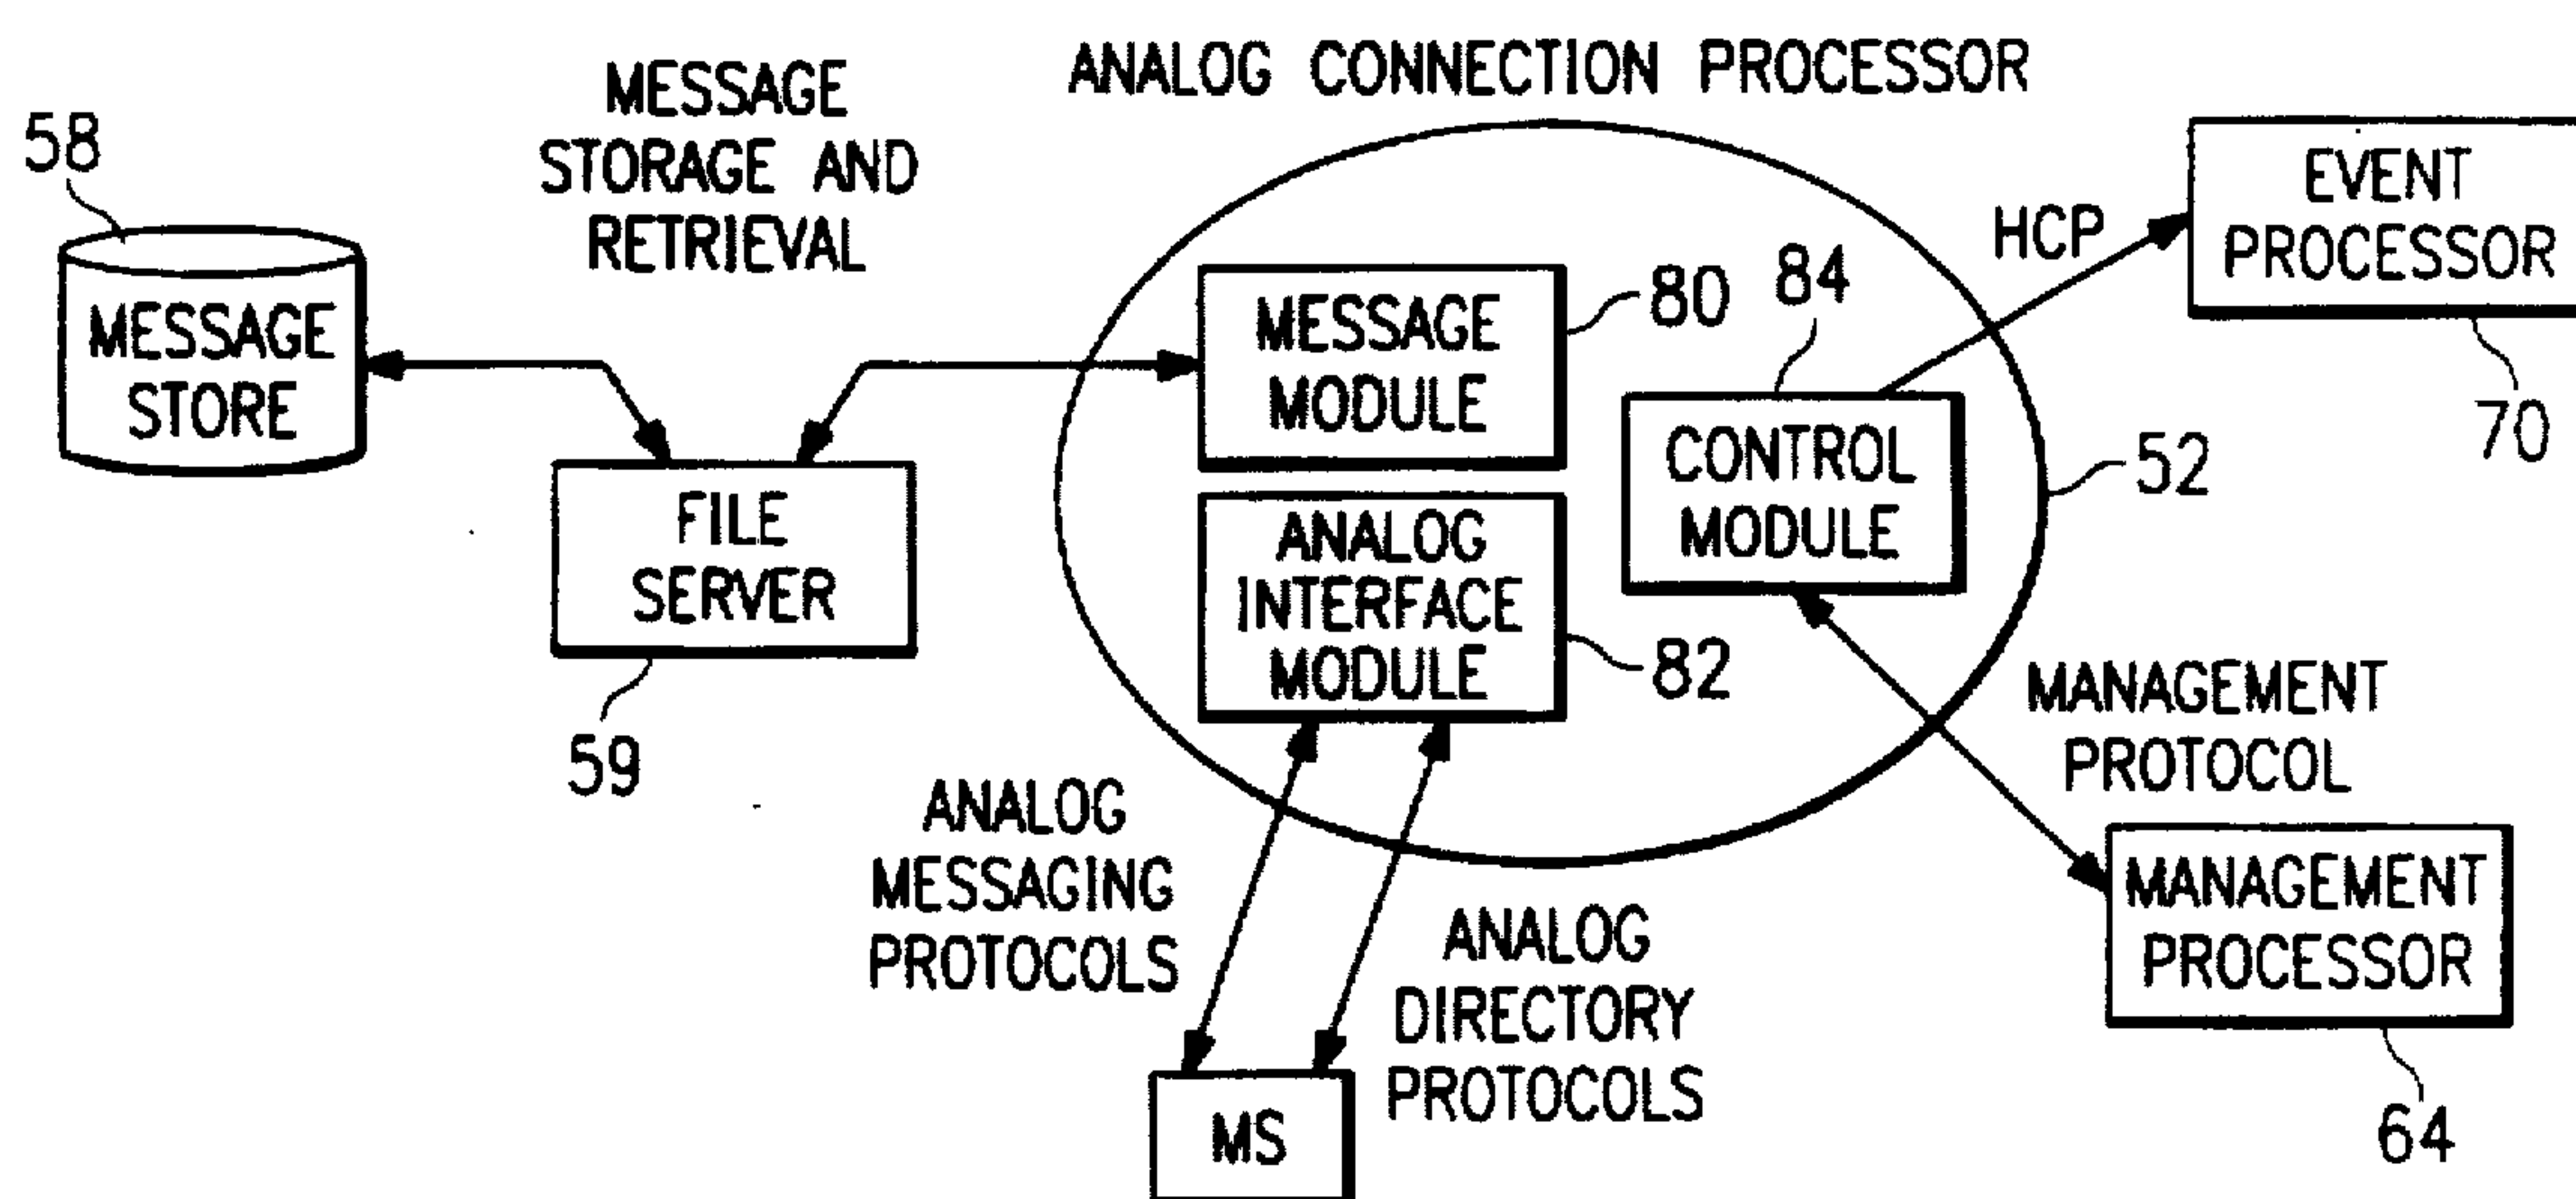 ANALOG CONNECTION PROCESSOR
58
MESSAGE
STORAGE AND
RETRIEVAL
MESSAGE
STORE
FILE
SERVER
59
MESSAGE
MODULE
80
84
CONTROL
MODULE
HCP
EVENT
PROCESSOR
70
52
ANALOG
INTERFACE
MODULE
82
MANAGEMENT
PROTOCOL
MANAGEMENT
PROCESSOR
64
ANALOG
MESSAGING
PROTOCOLS
ANALOG
DIRECTORY
PROTOCOLS
MS